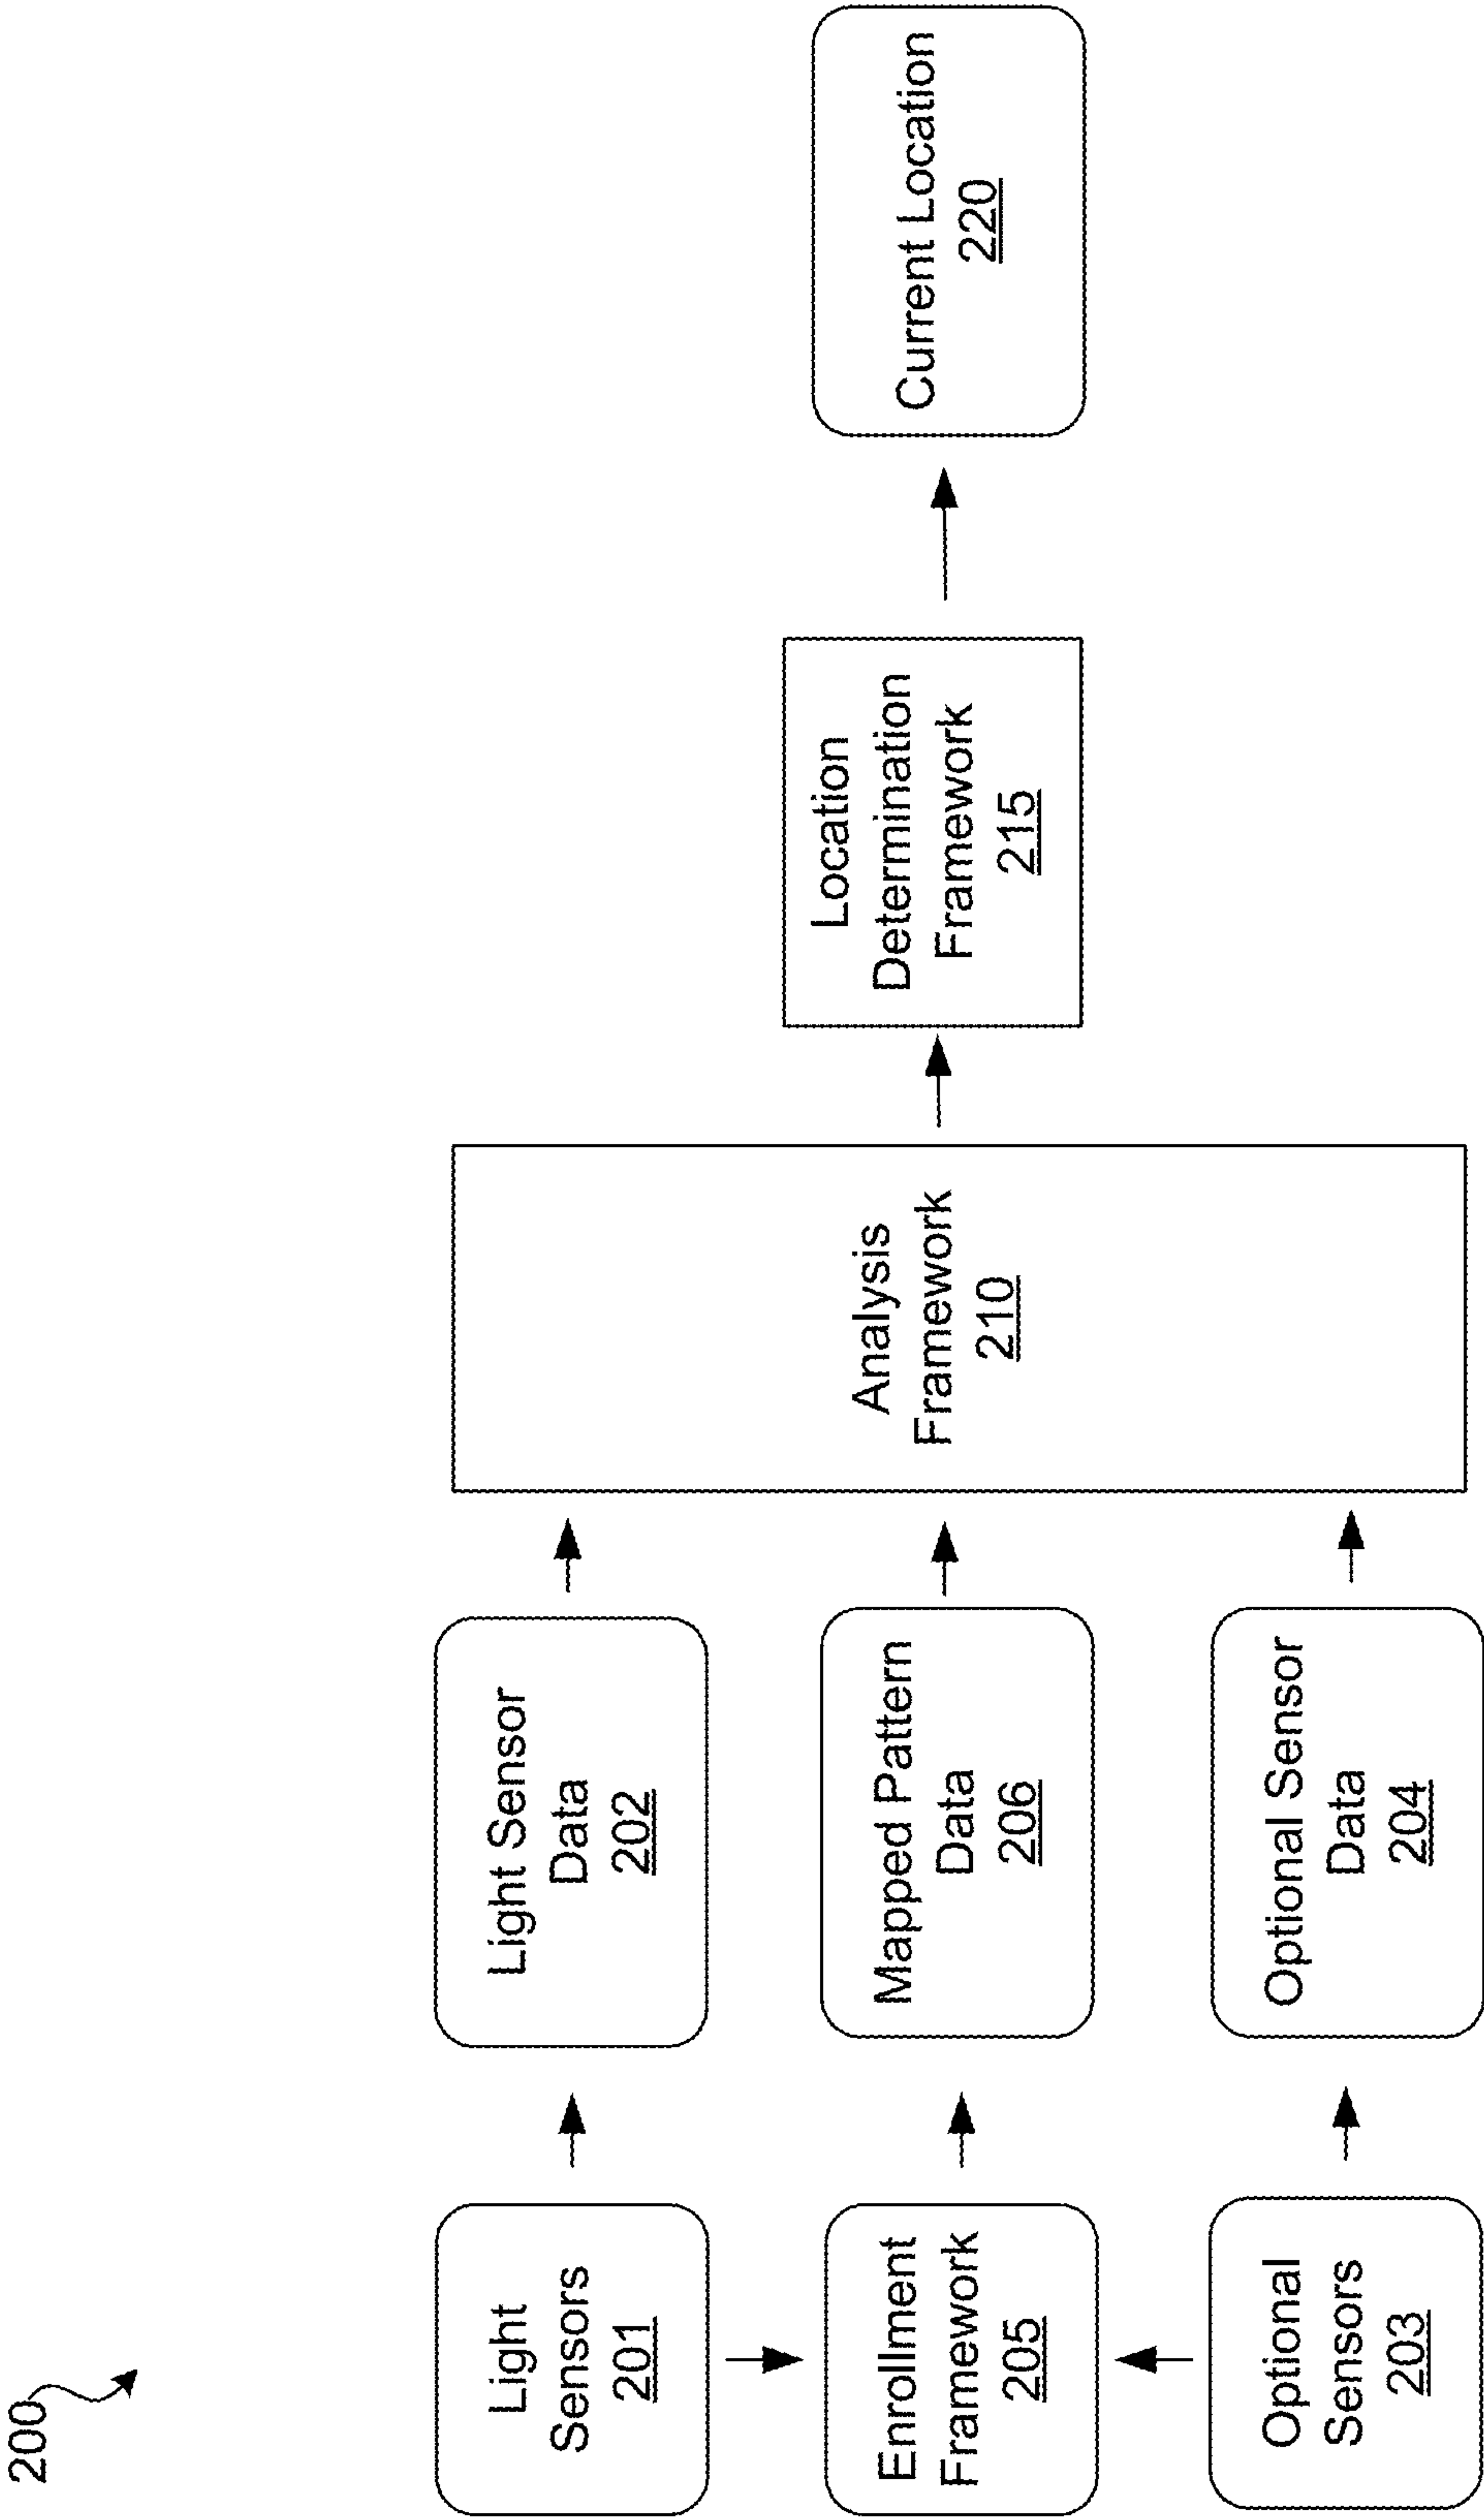 200
Light
Sensors
201
Light Sensor
Data
202
Enrollment
Framework
205
Mapped Pattern
Data
206
Optional
Sensors
203
Optional Sensor
Data
204
Analysis
Framework
210
Location
Determination
Framework
215
Current Location
220